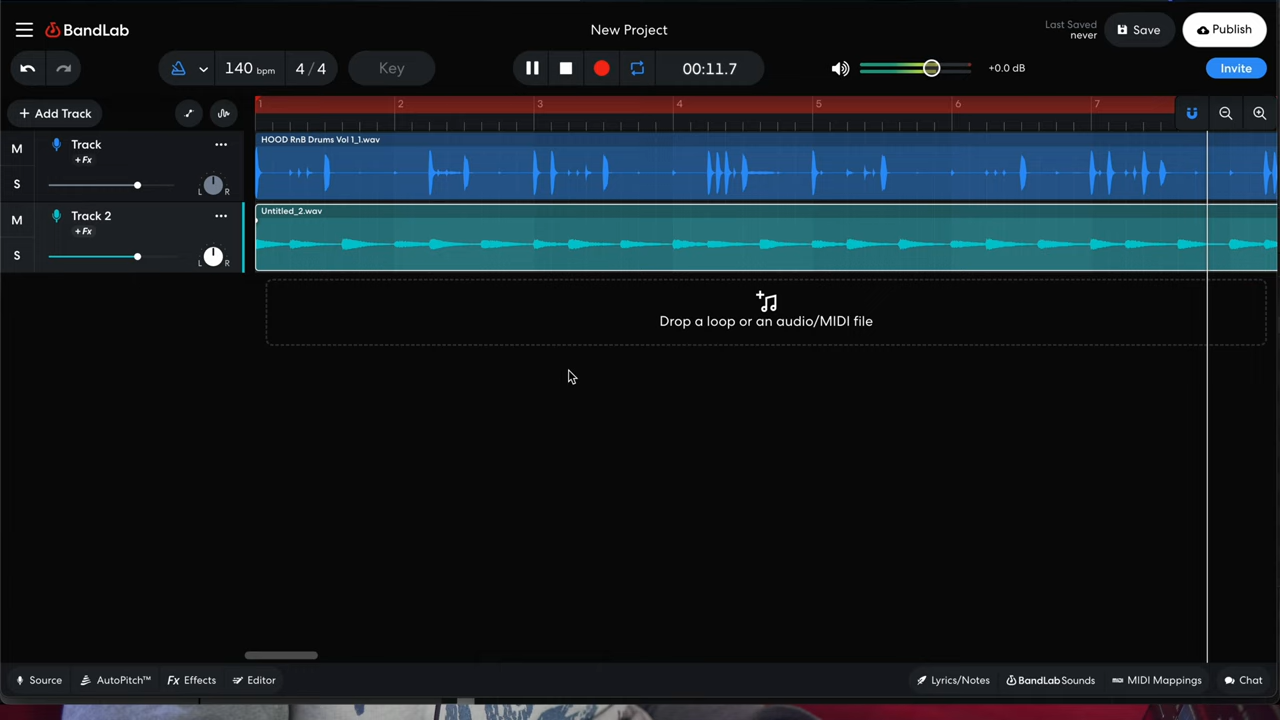 BandLab
New Project
Last Saved
never
Save
Publish
140 bpm
4/4
Key
00:11.7
+0.0 dB
Invite
+ Add Track
1 2 3 4 5 6 7
M
Track
+Fx
S
L R
HOOD RnB Drums Vol 1_1.wav
M
Track 2
+Fx
S
L R
Untitled_2.wav
Drop a loop or an audio/MIDI file
Source
AutoPitch™
Fx Effects
Editor
Lyrics/Notes
BandLab Sounds
MIDI Mappings
Chat